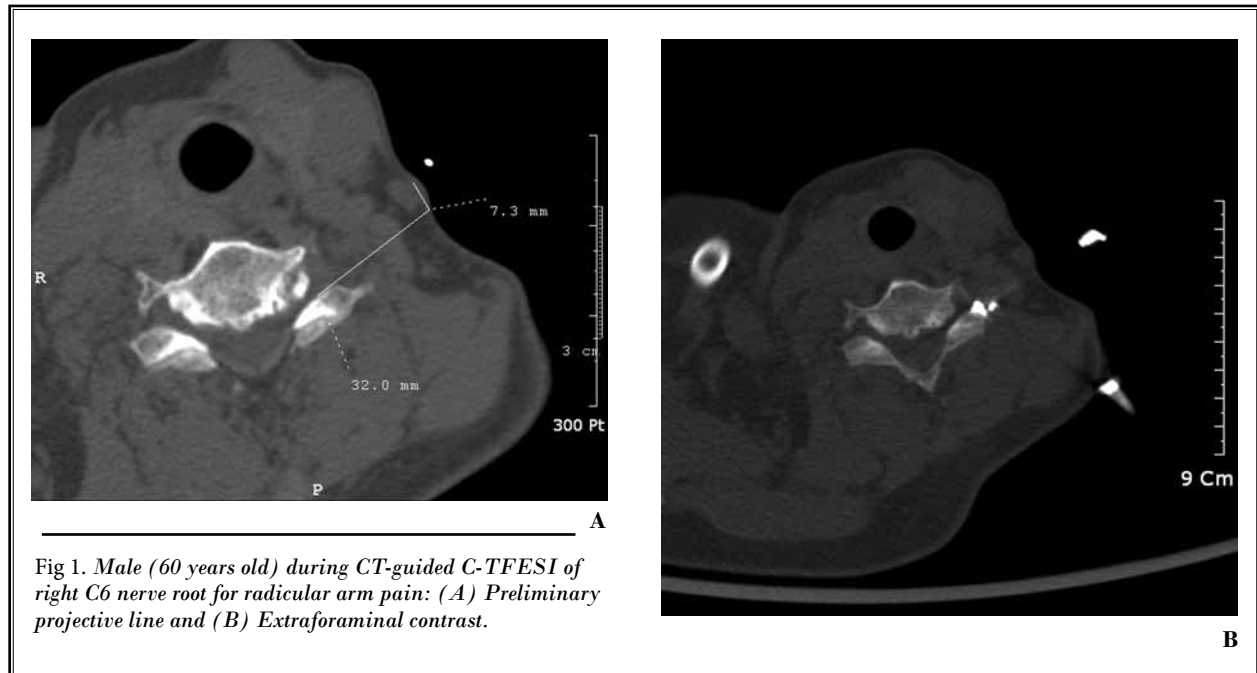 R
7.3 mm
3 cm
32.0 mm
300 Pt
P
A
9 Cm
B
Fig 1. Male (60 years old) during CT-guided C-TFESI of
right C6 nerve root for radicular arm pain: (A) Preliminary
projective line and (B) Extraforaminal contrast.